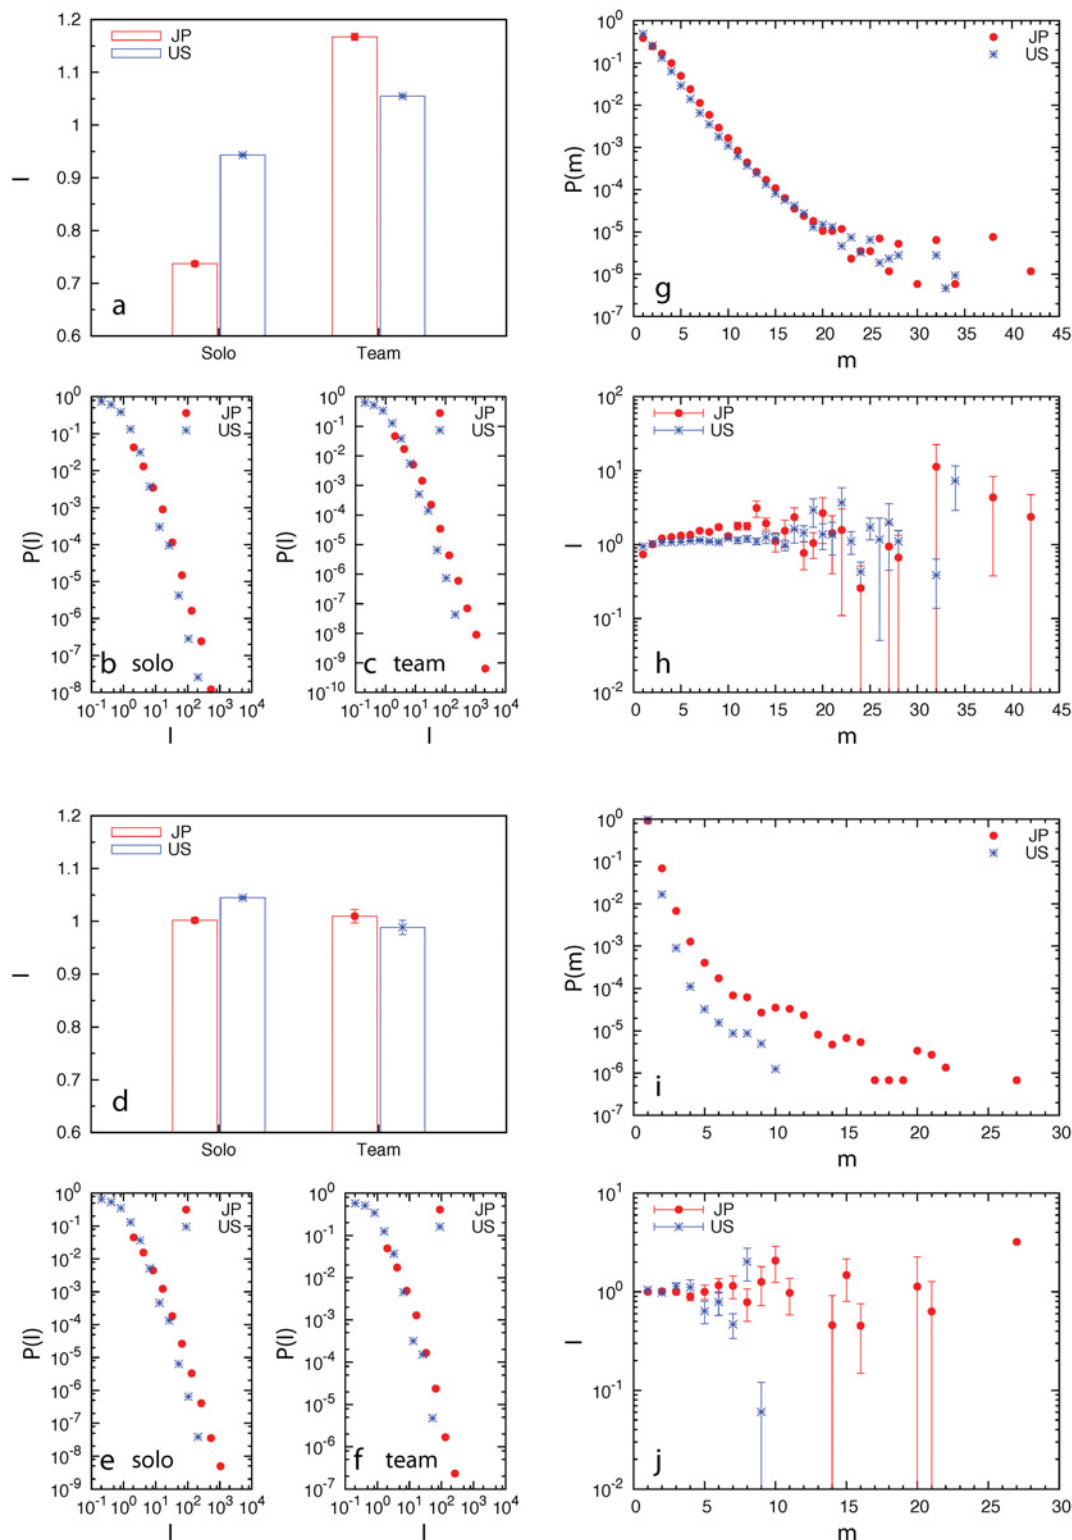 1.2
1.1
1
0.9
0.8
0.7
0.6
I
JP
US
a
Solo
Team
10^0
10^-1
10^-2
10^-3
10^-4
10^-5
10^-6
10^-7
P(m)
JP
US
g
0 5 10 15 20 25 30 35 40 45
m
10^0
10^-1
10^-2
10^-3
10^-4
10^-5
10^-6
10^-7
10^-8
P(I)
JP
US
b solo
10^-1 10^0 10^1 10^2 10^3 10^4
I
10^0
10^-1
10^-2
10^-3
10^-4
10^-5
10^-6
10^-7
10^-8
10^-9
10^-10
P(I)
JP
US
c team
10^-1 10^0 10^1 10^2 10^3 10^4
I
10^2
10^1
10^0
10^-1
10^-2
I
JP
US
h
0 5 10 15 20 25 30 35 40 45
m
1.2
1.1
1
0.9
0.8
0.7
0.6
I
JP
US
d
Solo
Team
10^0
10^-1
10^-2
10^-3
10^-4
10^-5
10^-6
10^-7
P(m)
JP
US
i
0 5 10 15 20 25 30
m
10^0
10^-1
10^-2
10^-3
10^-4
10^-5
10^-6
10^-7
10^-8
10^-9
P(I)
JP
US
e solo
10^-1 10^0 10^1 10^2 10^3 10^4
I
10^0
10^-1
10^-2
10^-3
10^-4
10^-5
10^-6
10^-7
P(I)
JP
US
f team
10^-1 10^0 10^1 10^2 10^3 10^4
I
10^1
10^0
10^-1
10^-2
I
JP
US
j
0 5 10 15 20 25 30
m